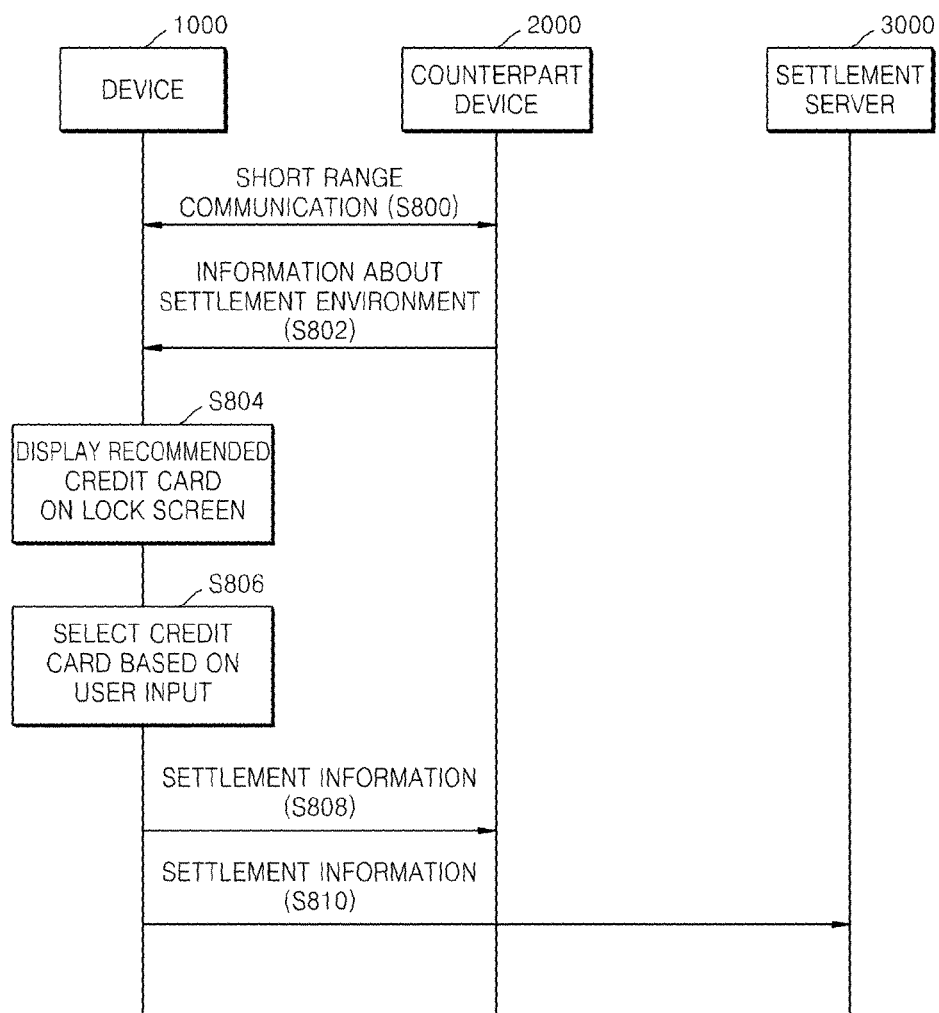 1000
2000
3000
DEVICE
COUNTERPART
DEVICE
SETTLEMENT
SERVER
SHORT RANGE
COMMUNICATION (S800)
INFORMATION ABOUT
SETTLEMENT ENVIRONMENT
(S802)
S804
DISPLAY RECOMMENDED
CREDIT CARD
ON LOCK SCREEN
S806
SELECT CREDIT
CARD BASED ON
USER INPUT
SETTLEMENT INFORMATION
(S808)
SETTLEMENT INFORMATION
(S810)